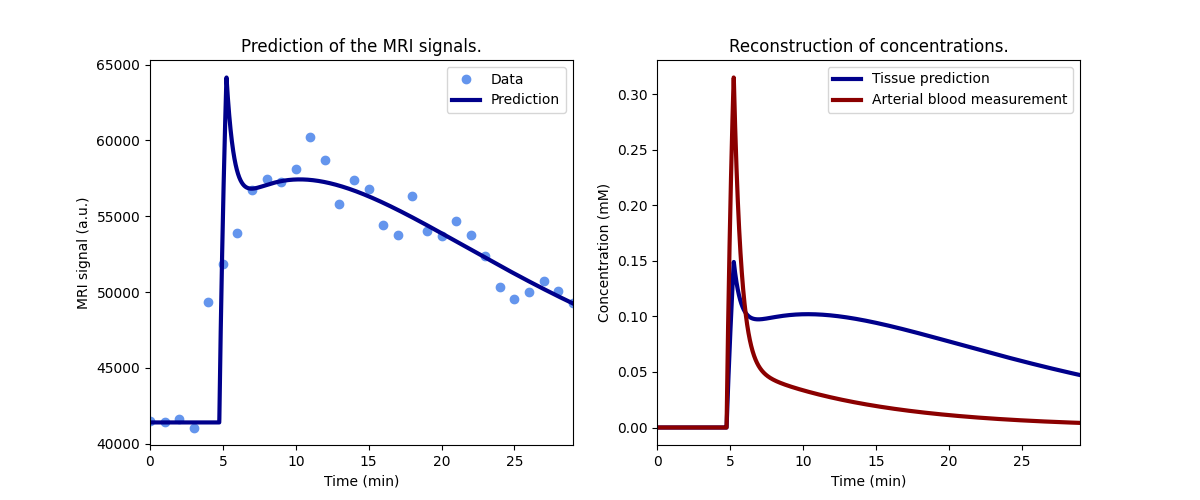 Prediction of the MRI signals.
65000
60000
55000
50000
45000
40000
MRI signal (a.u.)
Data
Prediction
0
5
10
15
20
25
Time (min)
Reconstruction of concentrations.
0.30
0.25
0.20
0.15
0.10
0.05
0.00
Concentration (mM)
Tissue prediction
Arterial blood measurement
0
5
10
15
20
25
Time (min)